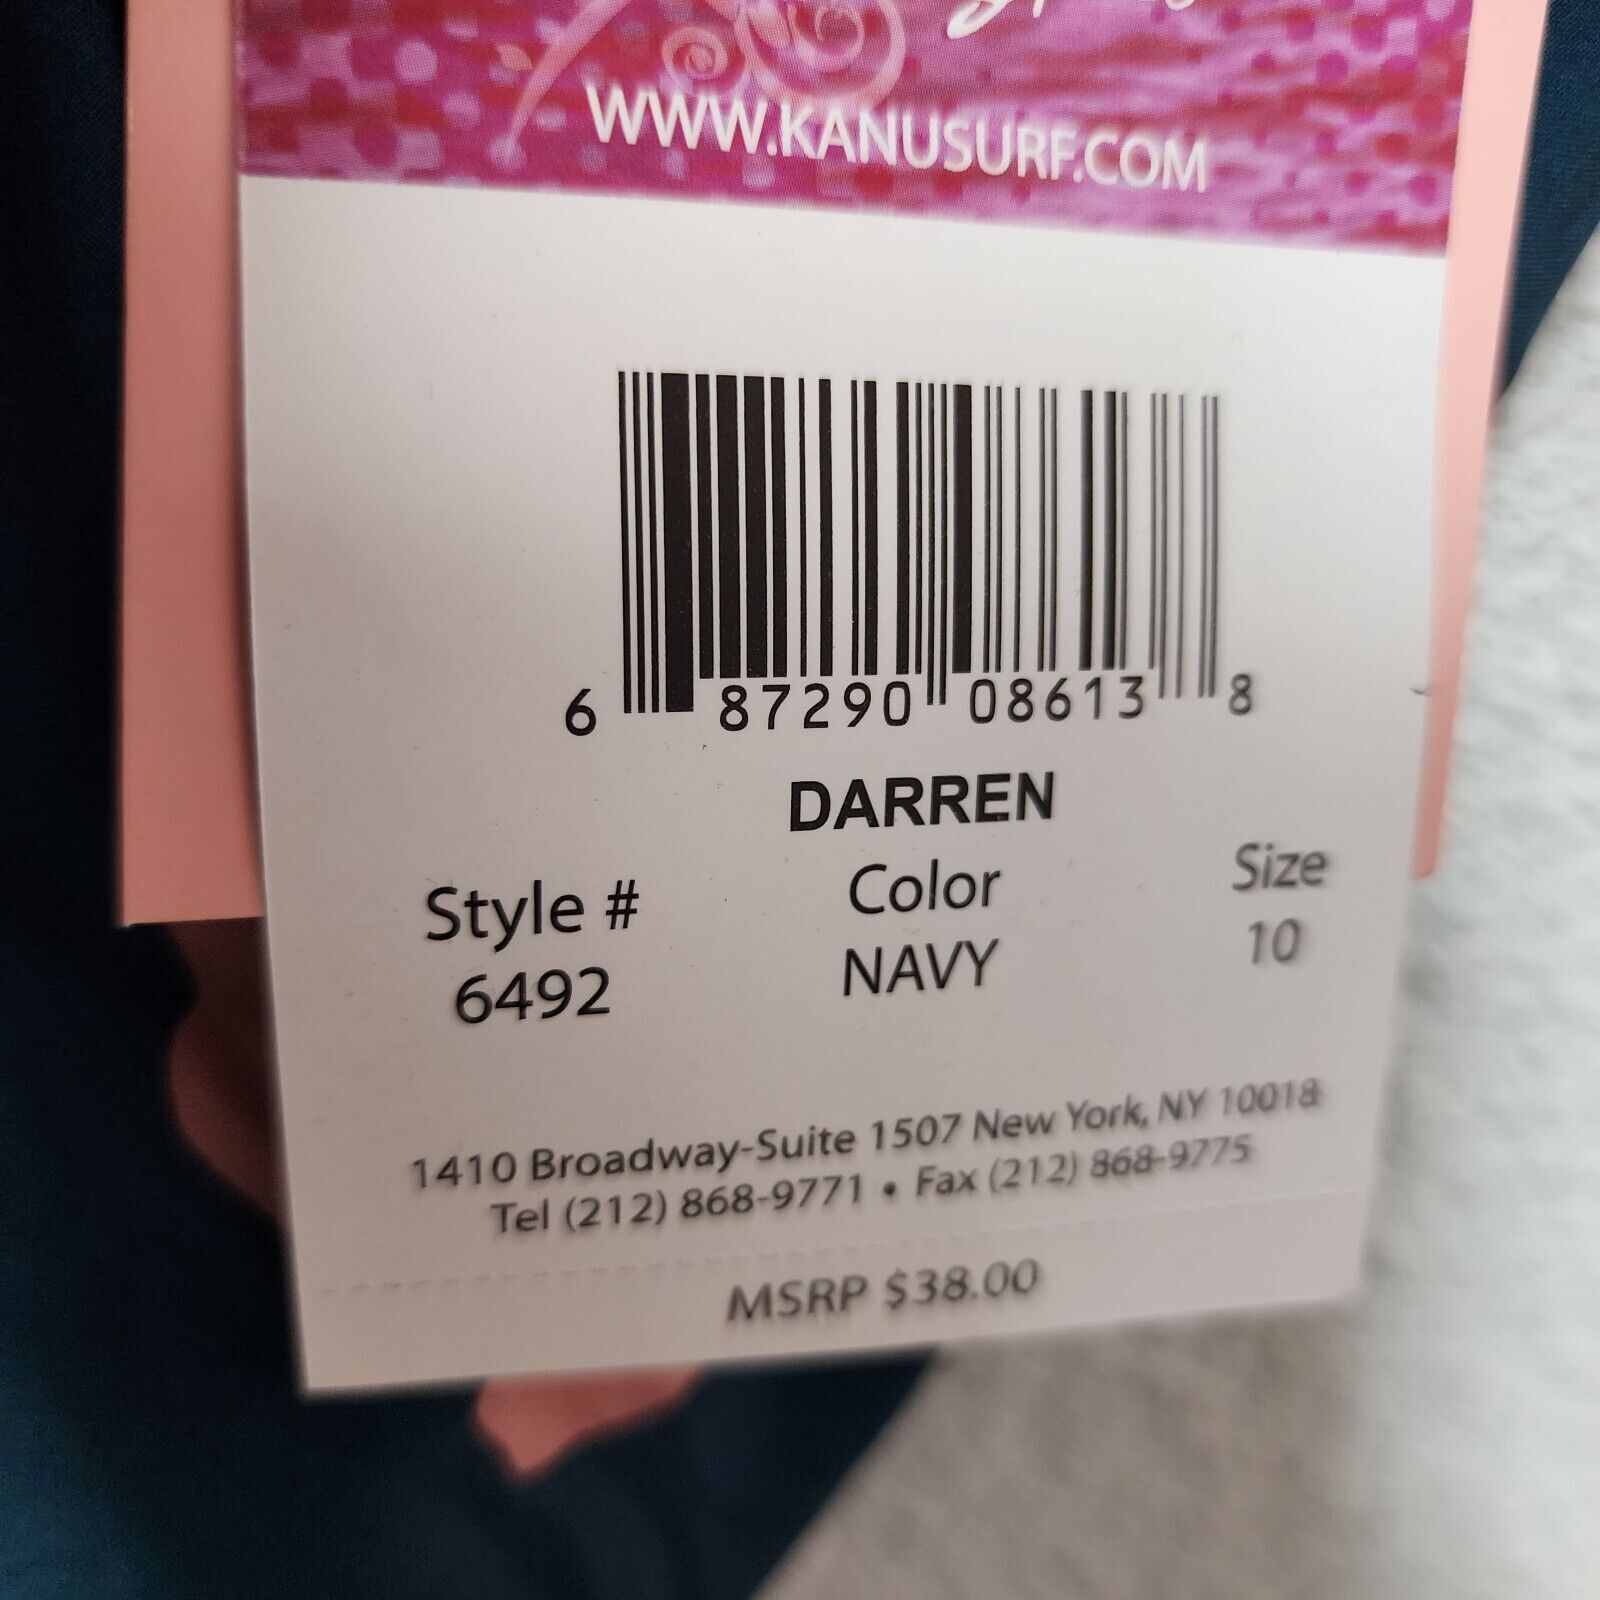 WWW.KANUSURF.COM
6 87290 08613 8
DARREN
Style # Color Size
6492 NAVY 10
1410 Broadway-Suite 1507 New York, NY 10018
Tel (212) 868-9771 • Fax (212) 868-9775
MSRP $38.00